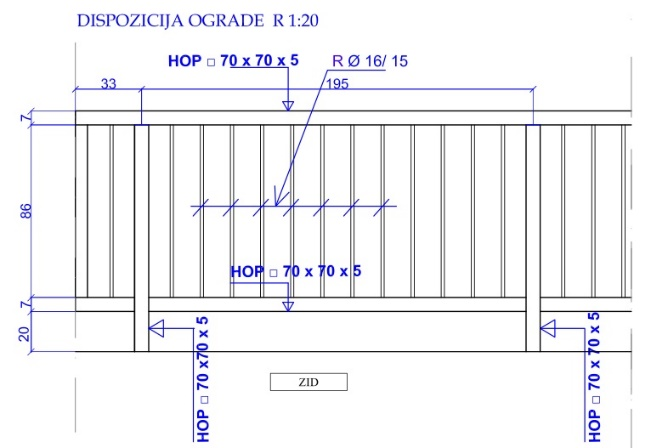 DISPOZICIJA OGRADE R 1:20
HOP □ 70 x 70 x 5
R Ø 16/ 15
33
195
7
86
HOP □ 70 x 70 x 5
7
20
HOP □ 70 x70 x 5
HOP □ 70 x 70 x 5
ZID